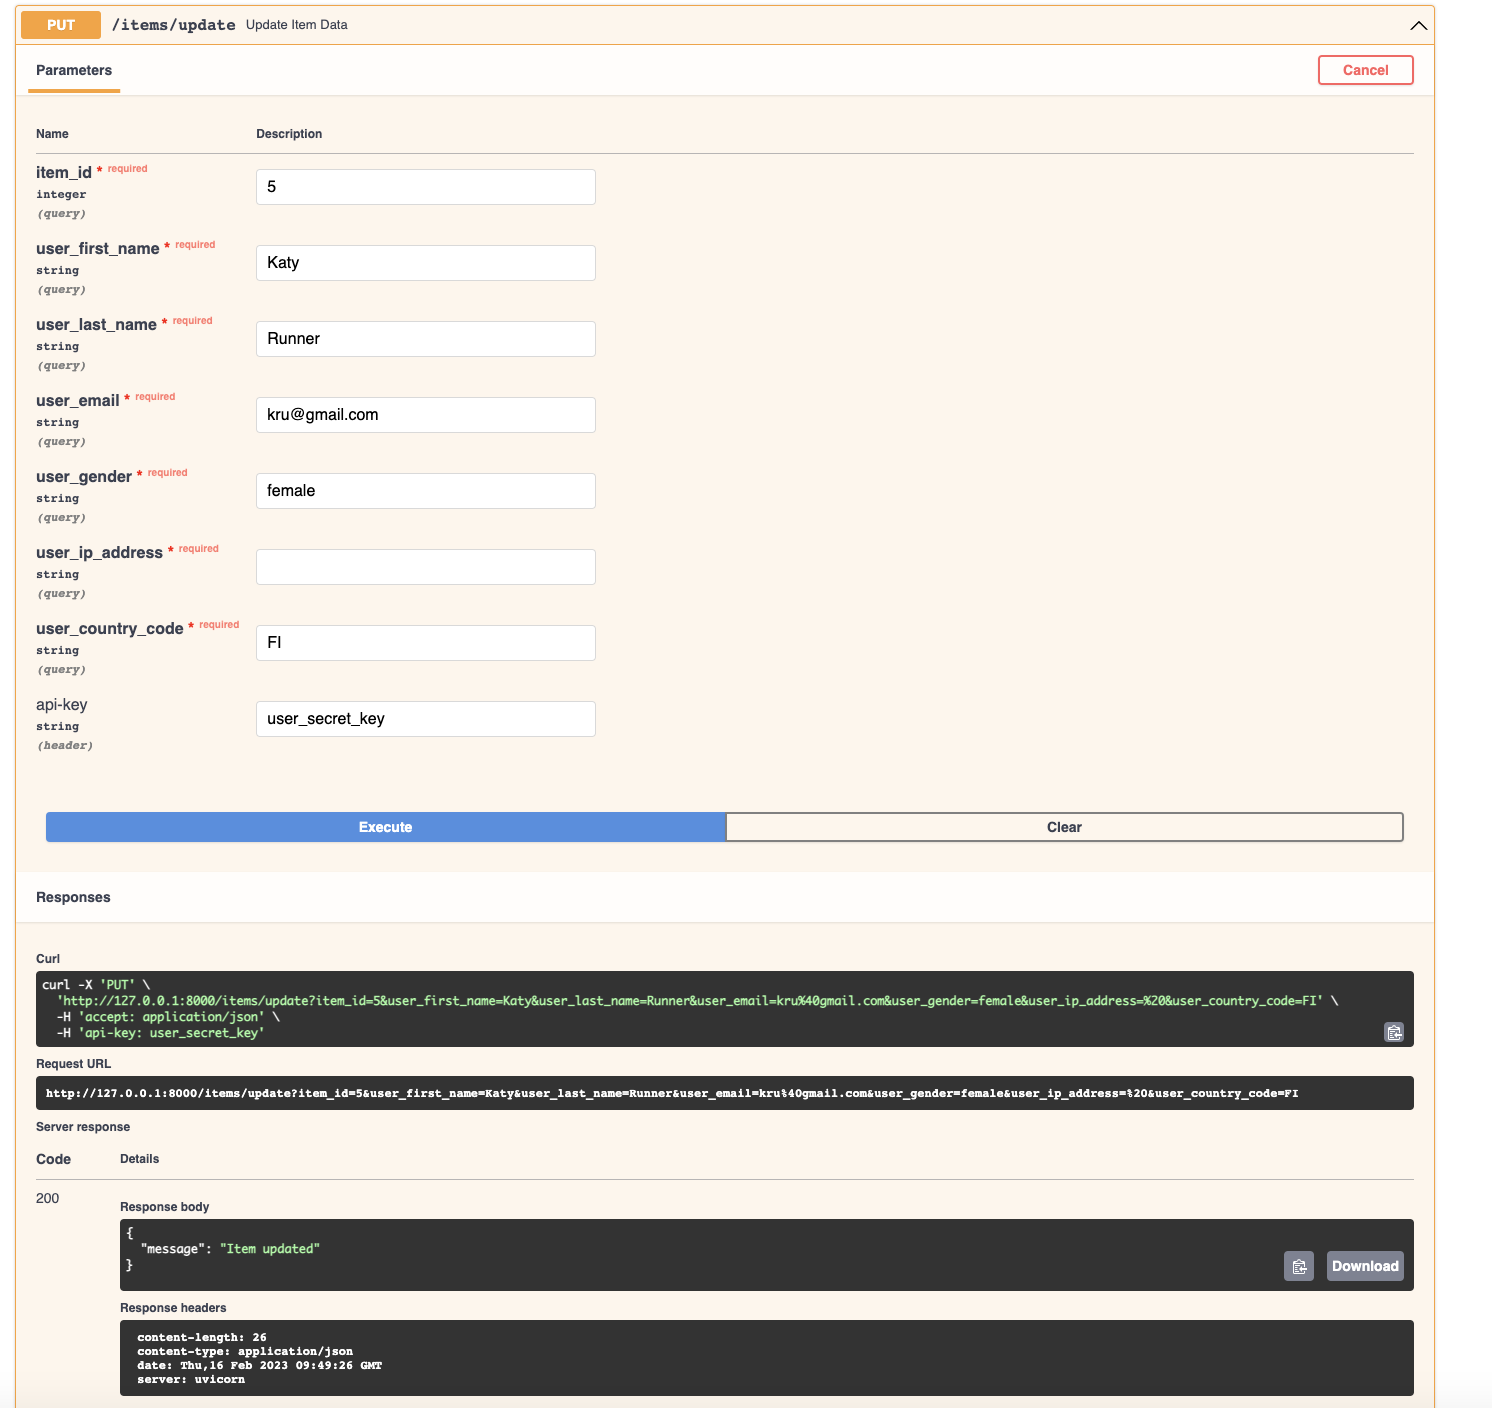 PUT /items/update Update Item Data
Parameters Cancel
Name Description
item_id * required
integer
(query)
5
user_first_name * required
string
(query)
Katy
user_last_name * required
string
(query)
Runner
user_email * required
string
(query)
kru@gmail.com
user_gender * required
string
(query)
female
user_ip_address * required
string
(query)
user_country_code * required
string
(query)
FI
api-key
string
(header)
user_secret_key
Execute Clear
Responses
Curl
curl -X 'PUT' \
'http://127.0.0.1:8000/items/update?item_id=5&user_first_name=Katy&user_last_name=Runner&user_email=kru%40gmail.com&user_gender=female&user_ip_address=%20&user_country_code=FI' \
-H 'accept: application/json' \
-H 'api-key: user_secret_key'
Request URL
http://127.0.0.1:8000/items/update?item_id=5&user_first_name=Katy&user_last_name=Runner&user_email=kru%40gmail.com&user_gender=female&user_ip_address=%20&user_country_code=FI
Server response
Code Details
200
Response body
{
"message": "Item updated"
}
Download
Response headers
content-length: 26
content-type: application/json
date: Thu,16 Feb 2023 09:49:26 GMT
server: uvicorn